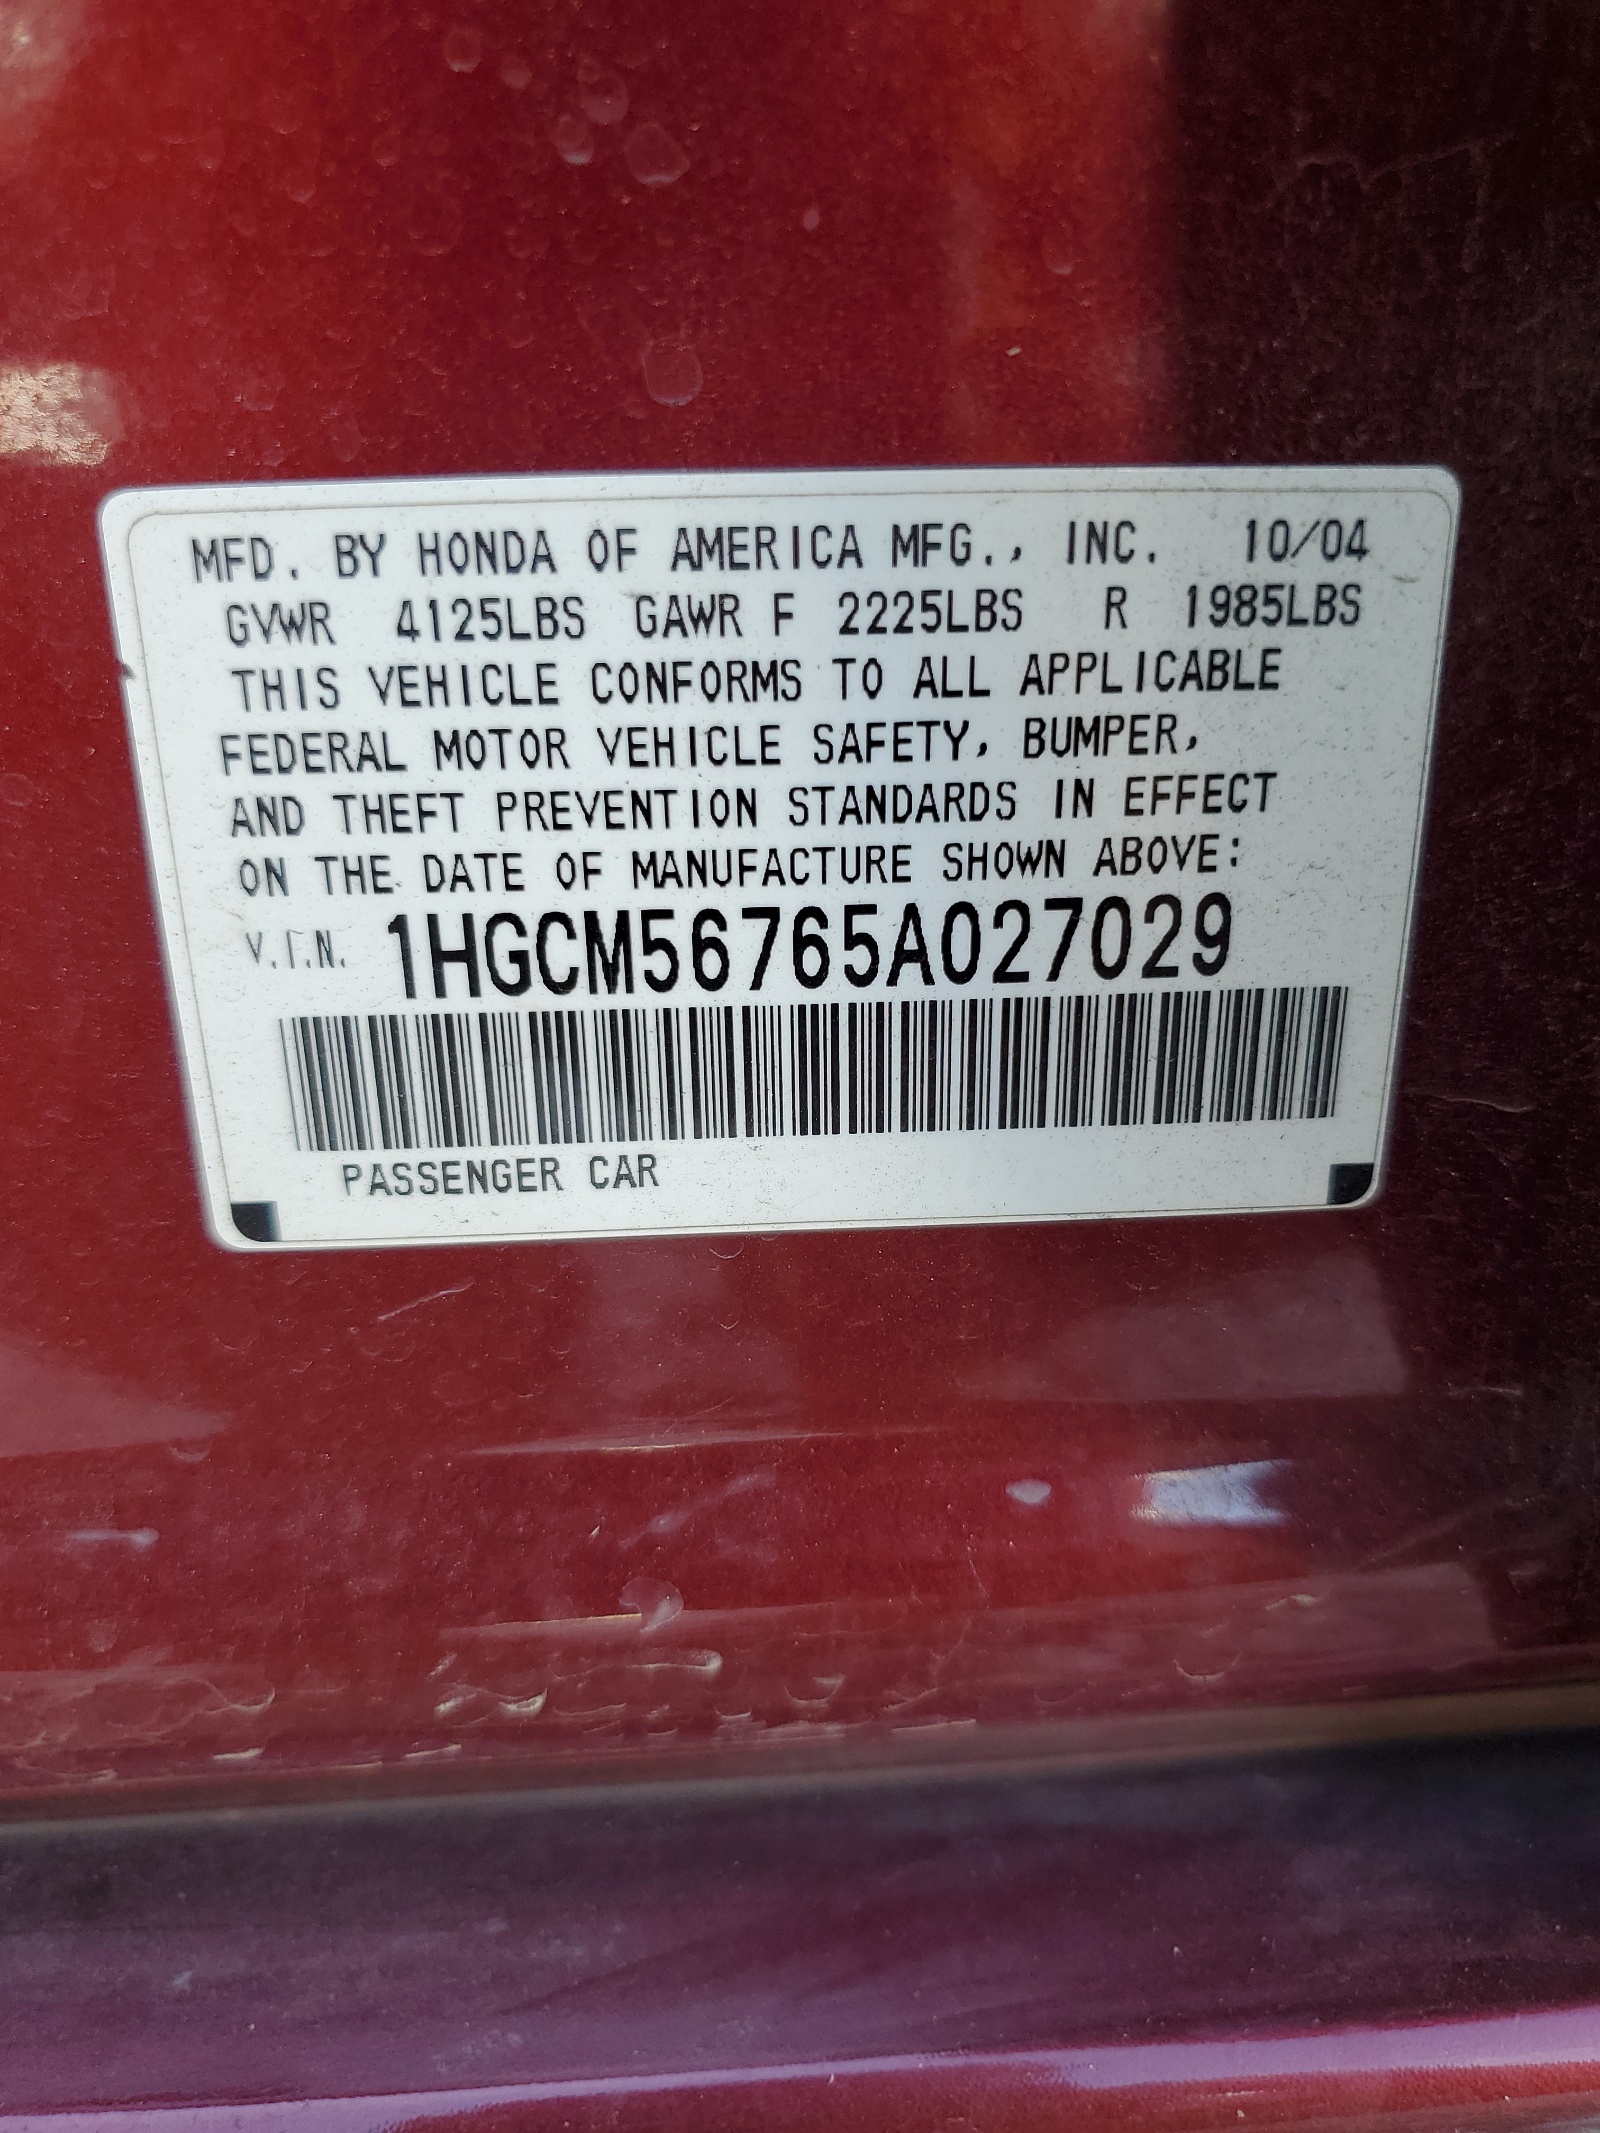 MFD. BY HONDA OF AMERICA MFG., INC. 10/04
GVWR 4125LBS GAWR F 2225LBS R 1985LBS
THIS VEHICLE CONFORMS TO ALL APPLICABLE
FEDERAL MOTOR VEHICLE SAFETY, BUMPER,
AND THEFT PREVENTION STANDARDS IN EFFECT
ON THE DATE OF MANUFACTURE SHOWN ABOVE:
V.I.N. 1HGCM56765A027029
PASSENGER CAR